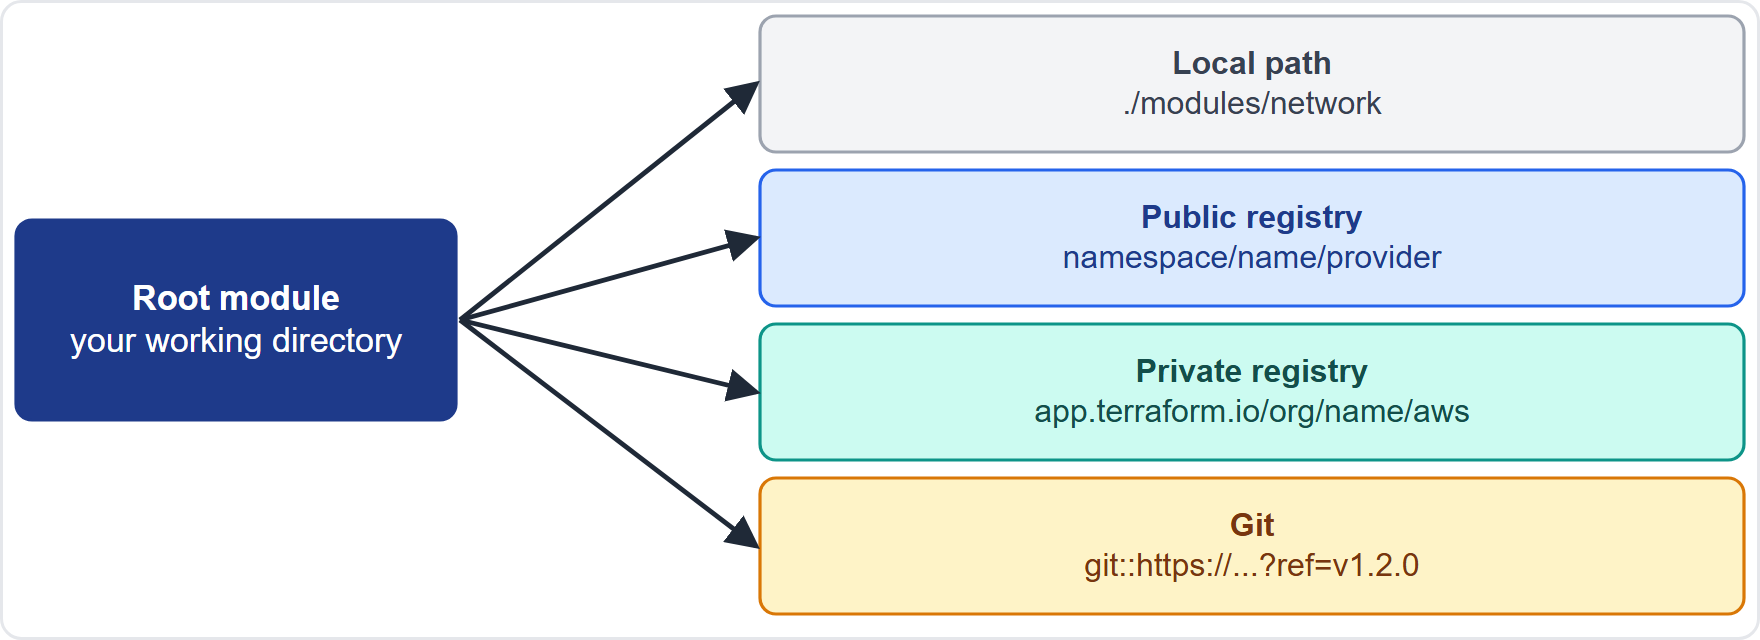 Root module
your working directory
Local path
./modules/network
Public registry
namespace/name/provider
Private registry
app.terraform.io/org/name/aws
Git
git::https://...?ref=v1.2.0